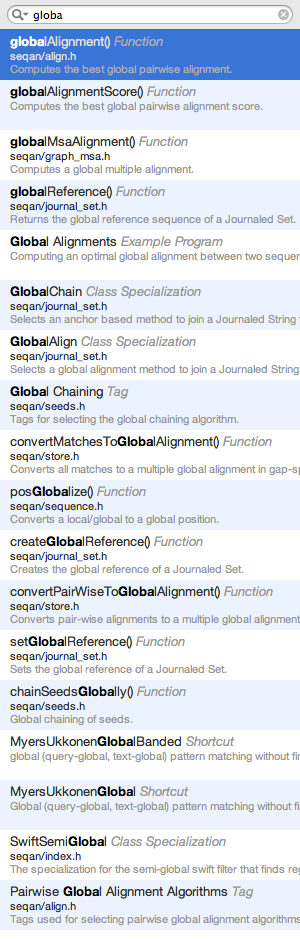 globa
globalAlignment() Function
seqan/align.h
Computes the best global pairwise alignment.
globalAlignmentScore() Function
Computes the best global pairwise alignment score.
globalMsaAlignment() Function
seqan/graph_msa.h
Computes a global multiple alignment.
globalReference() Function
seqan/journal_set.h
Returns the global reference sequence of a Journaled Set.
Global Alignments Example Program
Computing an optimal global alignment between two sequen
GlobalChain Class Specialization
seqan/journal_set.h
Selects an anchor based method to join a Journaled String
GlobalAlign Class Specialization
seqan/journal_set.h
Selects a global alignment method to join a Journaled String
Global Chaining Tag
seqan/seeds.h
Tags for selecting the global chaining algorithm.
convertMatchesToGlobalAlignment() Function
seqan/store.h
Converts all matches to a multiple global alignment in gap-sp
posGlobalize() Function
seqan/sequence.h
Converts a local/global to a global position.
createGlobalReference() Function
seqan/journal_set.h
Creates the global reference of a Journaled Set.
convertPairWiseToGlobalAlignment() Function
seqan/store.h
Converts pair-wise alignments to a multiple global alignment
setGlobalReference() Function
seqan/journal_set.h
Sets the global reference of a Journaled Set.
chainSeedsGlobally() Function
seqan/seeds.h
Global chaining of seeds.
MyersUkkonenGlobalBanded Shortcut
global (query-global, text-global) pattern matching without fi
MyersUkkonenGlobal Shortcut
Global (query-global, text-global) pattern matching without fi
SwiftSemiGlobal Class Specialization
seqan/index.h
The specialization for the semi-global swift filter that finds re
Pairwise Global Alignment Algorithms Tag
seqan/align.h
Tags used for selecting pairwise global alignment algorithms